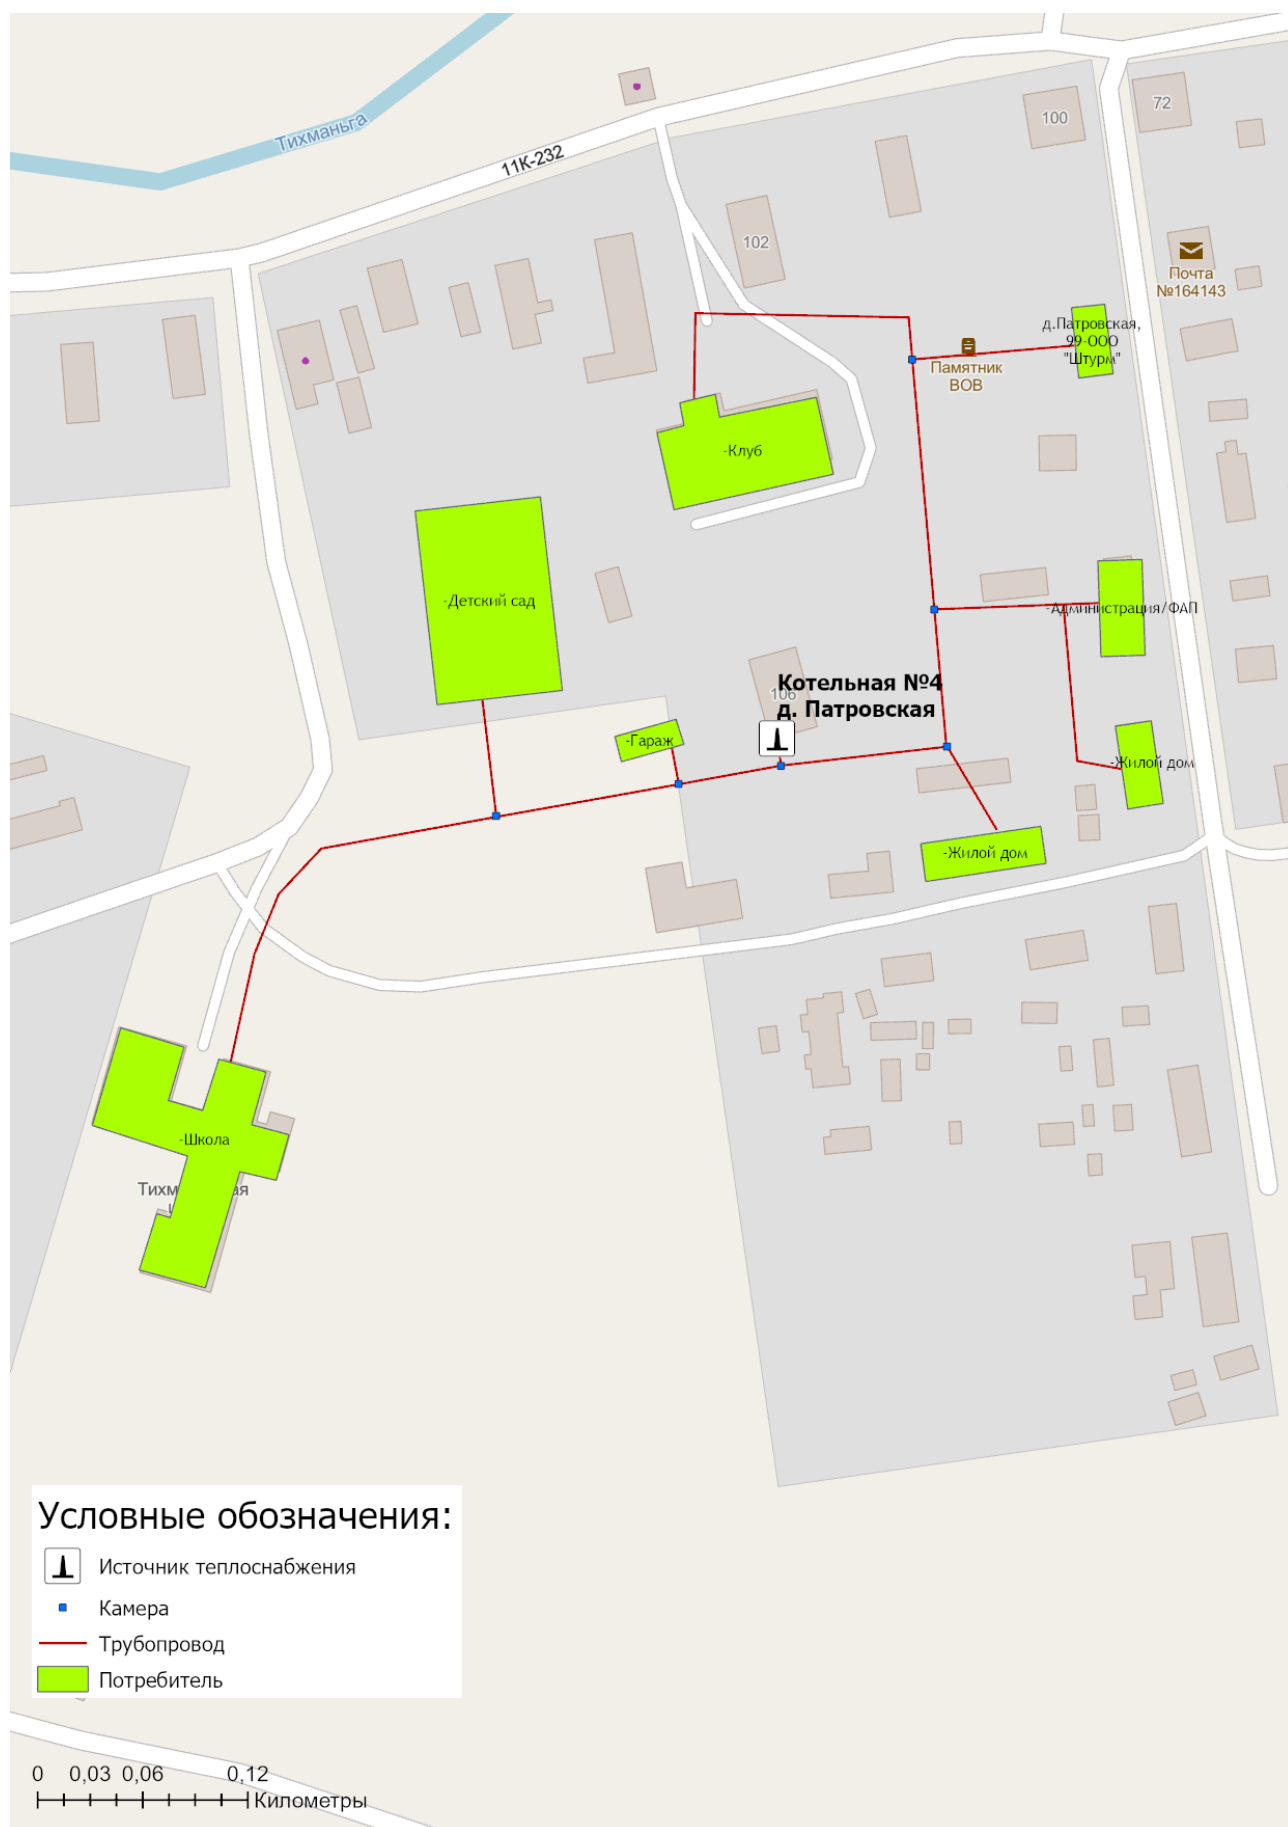 Тихманьга
11К-232
100
72
102
Почта
№164143
д.Патровская,
99-ООО
"Штурм"
Памятник
ВОВ
-Клуб
-Детский сад
-Администрация/ФАП
Котельная №4
106
д. Патровская
-Гараж
-Жилой дом
-Жилой дом
-Школа
Условные обозначения:
Источник теплоснабжения
Камера
Трубопровод
Потребитель
0 0,03 0,06 0,12
Километры